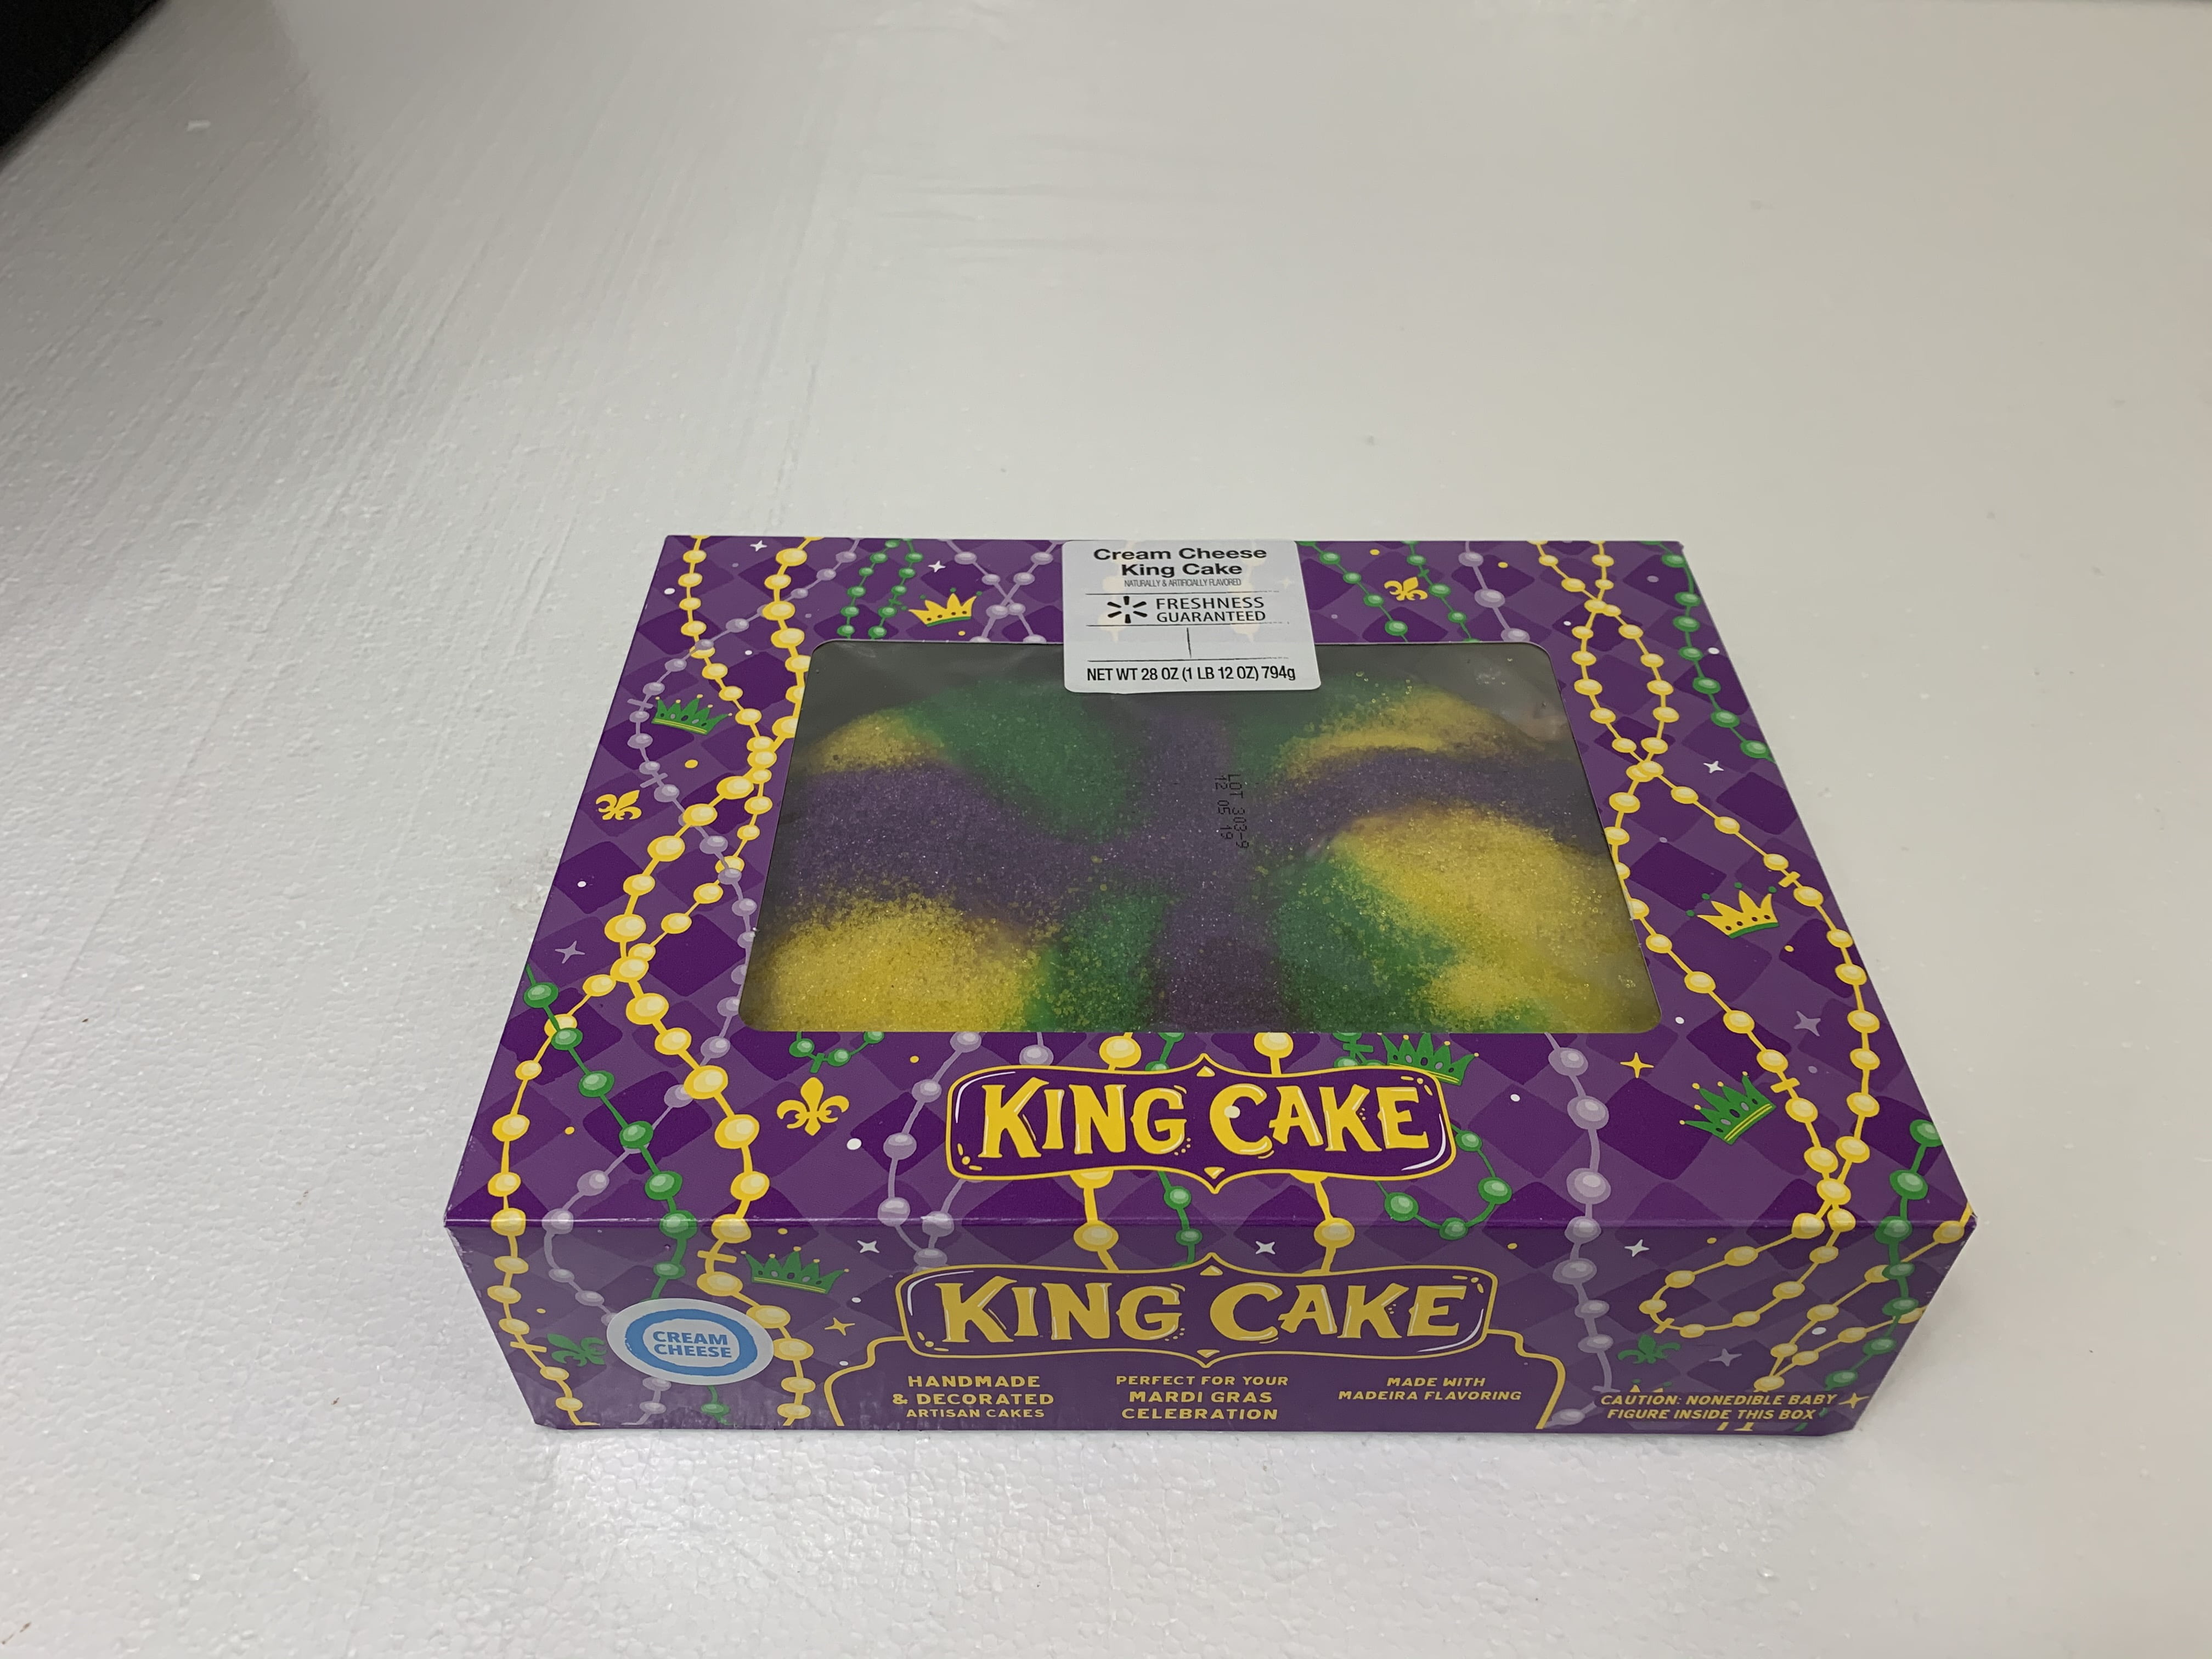 Cream Cheese
King Cake
NATURALLY & ARTIFICIALLY FLAVORED
FRESHNESS
GUARANTEED
NET WT 28 OZ (1 LB 12 OZ) 794g
LOT 303-9
12 05 19
KING CAKE
KING CAKE
CREAM
CHEESE
HANDMADE
& DECORATED
ARTISAN CAKES
PERFECT FOR YOUR
MARDI GRAS
CELEBRATION
MADE WITH
MADEIRA FLAVORING
CAUTION: NONEDIBLE BABY
FIGURE INSIDE THIS BOX